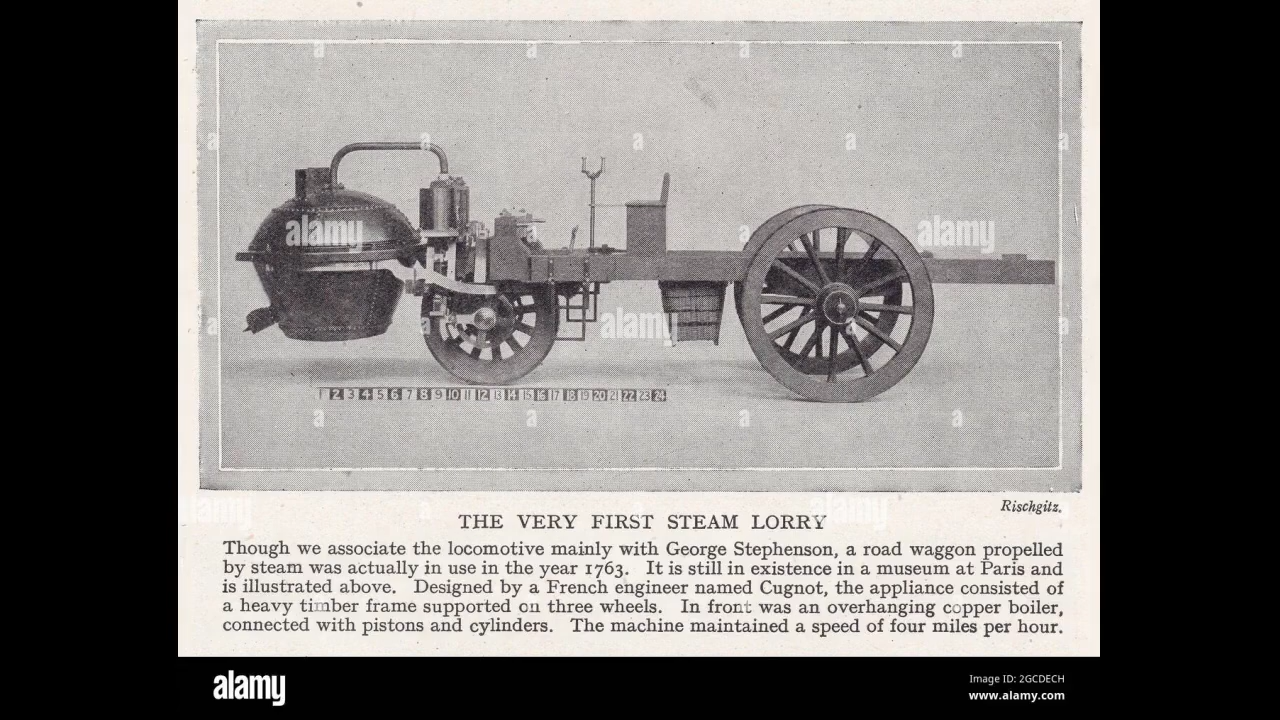 alamy
alamy
alamy
1 2 3 4 5 6 7 8 9 10 11 12 13 14 15 16 17 18 19 20 21 22 23 24
Rischgitz.
THE VERY FIRST STEAM LORRY
Though we associate the locomotive mainly with George Stephenson, a road waggon propelled
by steam was actually in use in the year 1763. It is still in existence in a museum at Paris and
is illustrated above. Designed by a French engineer named Cugnot, the appliance consisted of
a heavy timber frame supported on three wheels. In front was an overhanging copper boiler,
connected with pistons and cylinders. The machine maintained a speed of four miles per hour.
alamy
Image ID: 2GCDECH
www.alamy.com